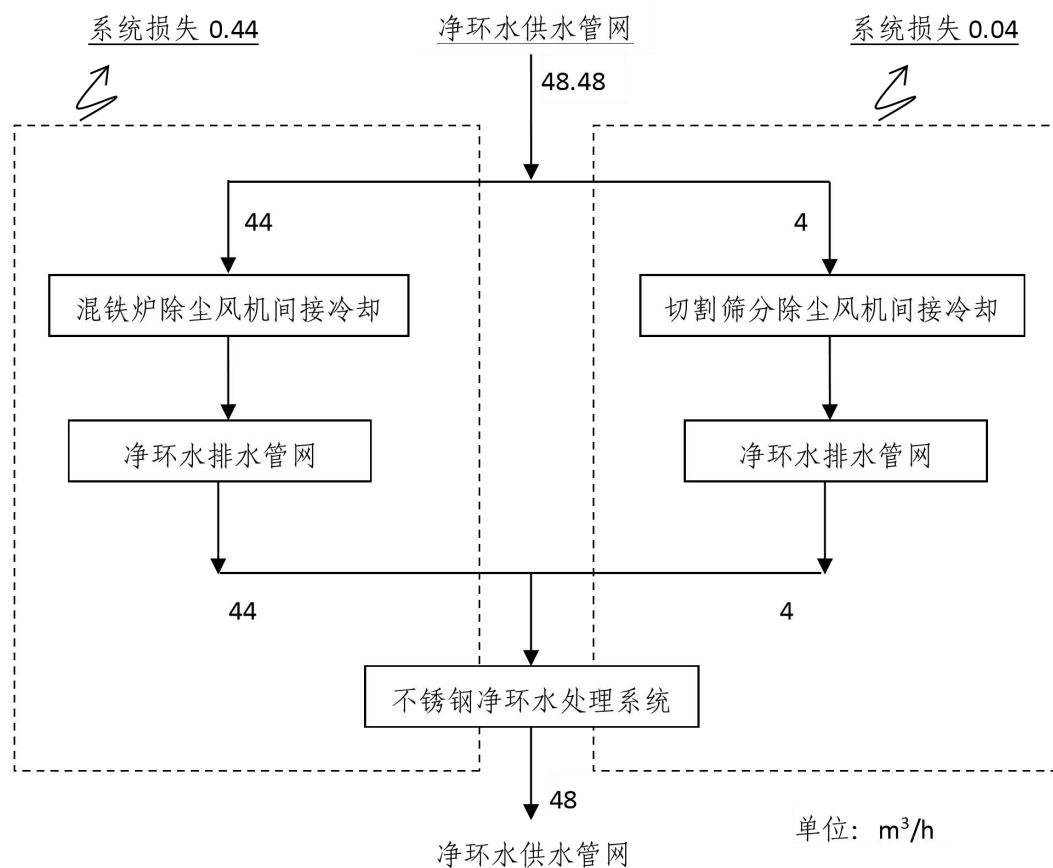 系统损失 0.44
净环水供水管网
系统损失 0.04
48.48
44
4
混铁炉除尘风机间接冷却
切割筛分除尘风机间接冷却
净环水排水管网
净环水排水管网
44
4
不锈钢净环水处理系统
48
单位：m³/h
净环水供水管网